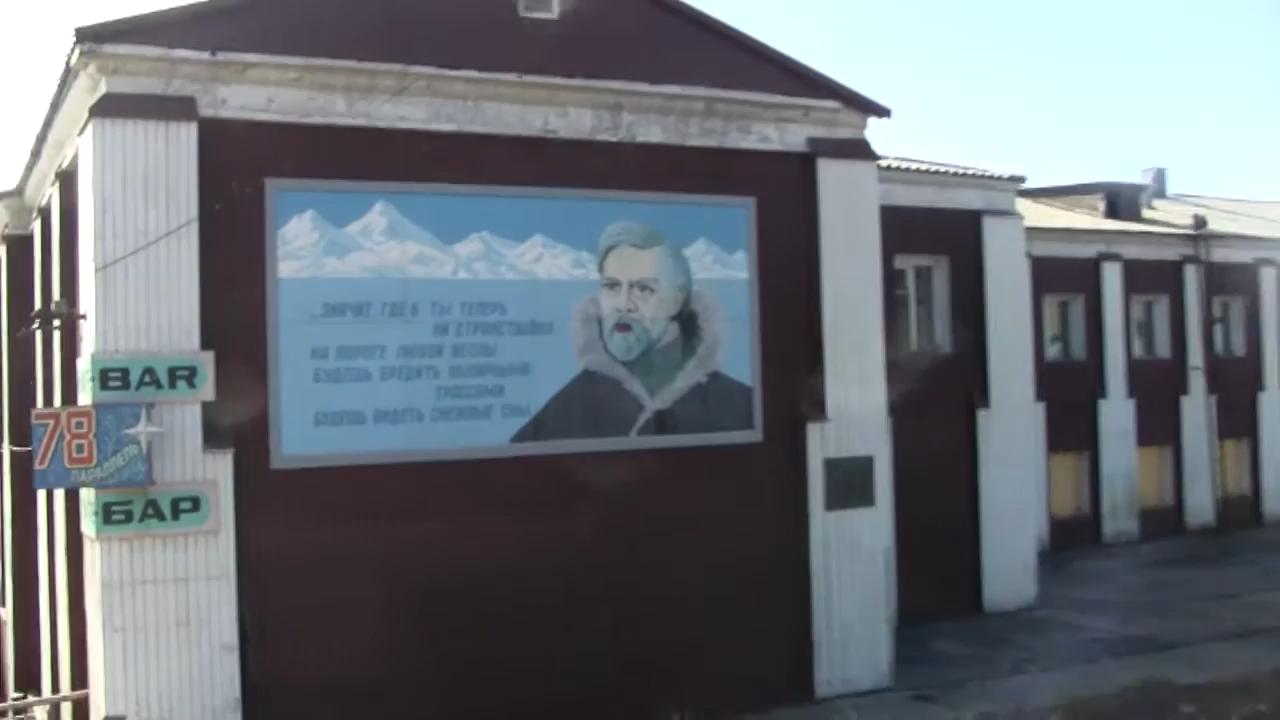 ...ЗНАЧИТ ГДЕ Б ТЫ ТЕПЕРЬ
НИ СТРАНСТВОВАЛ
НА ПОРОГЕ ЛЮБОЙ ВЕСНЫ
БУДЕШЬ БРЕДИТЬ ПОЛЯРНЫМИ
ТРАССАМИ
БУДЕШЬ ВИДЕТЬ СНЕЖНЫЕ СНЫ
BAR
78
ПАРАЛЛЕЛЬ
БАР